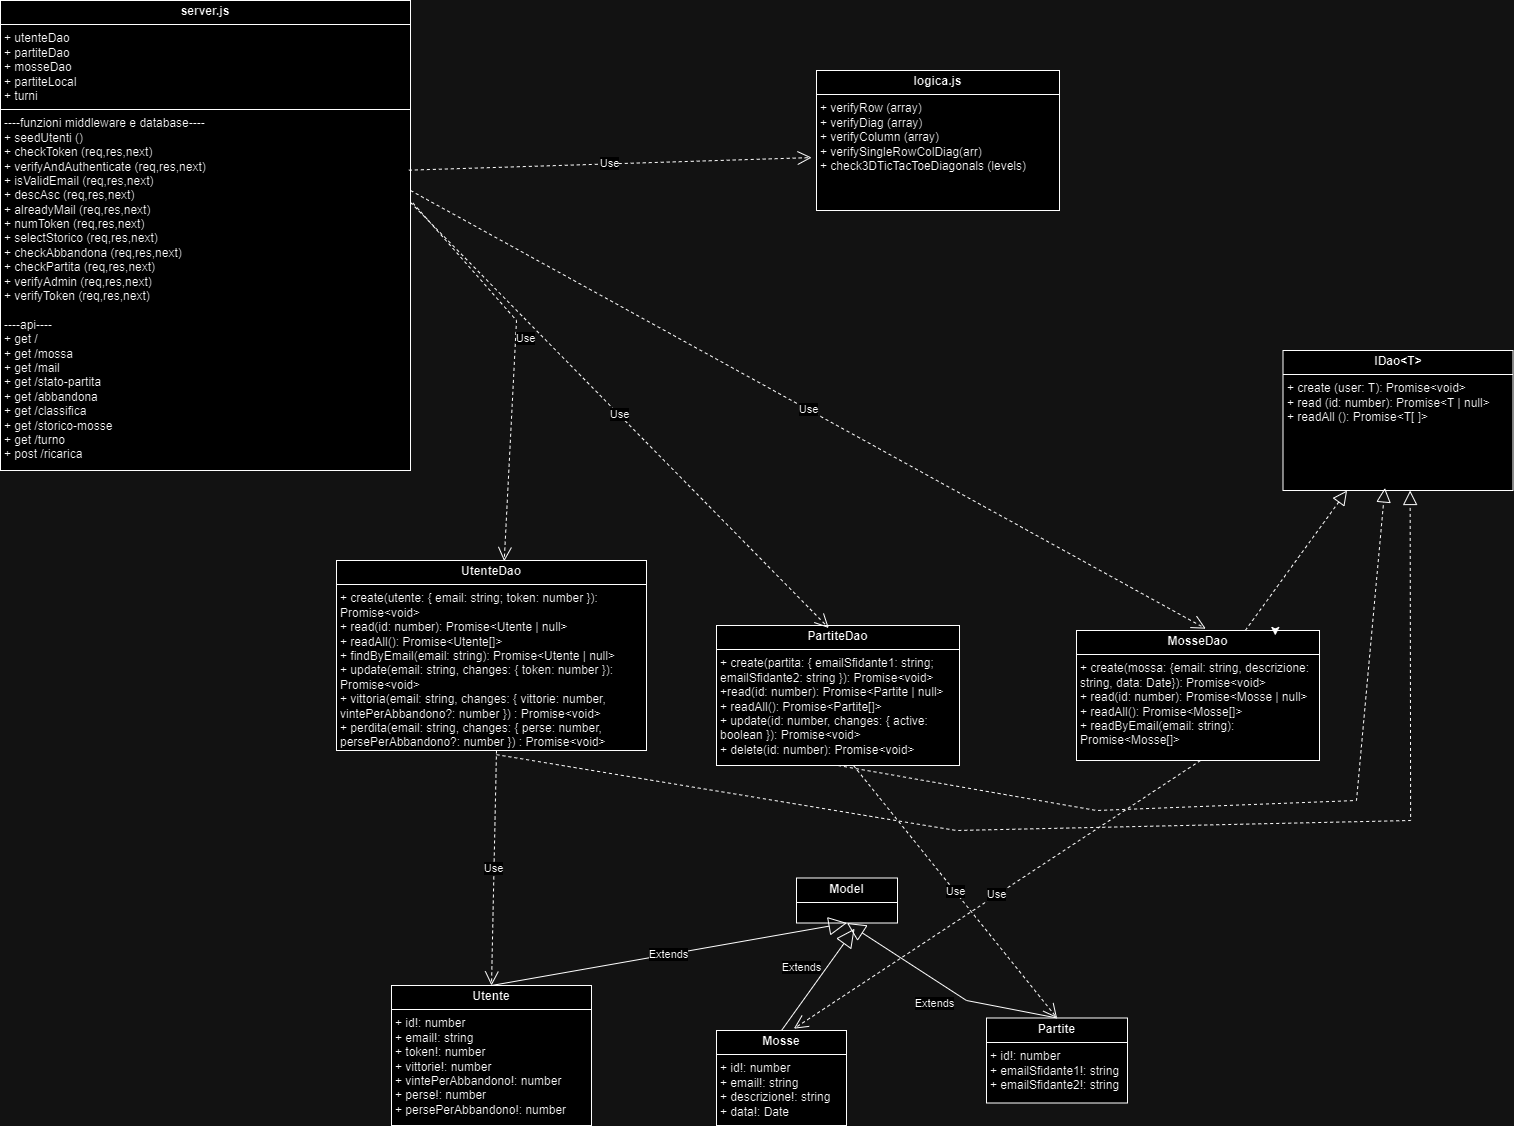 server.js
+ utenteDao
+ partiteDao
+ mosseDao
+ partiteLocal
+ turni
----funzioni middleware e database----
+ seedUtenti ()
+ checkToken (req,res,next)
+ verifyAndAuthenticate (req,res,next)
+ isValidEmail (req,res,next)
+ descAsc (req,res,next)
+ alreadyMail (req,res,next)
+ numToken (req,res,next)
+ selectStorico (req,res,next)
+ checkAbbandona (req,res,next)
+ checkPartita (req,res,next)
+ verifyAdmin (req,res,next)
+ verifyToken (req,res,next)
----api----
+ get /
+ get /mossa
+ get /mail
+ get /stato-partita
+ get /abbandona
+ get /classifica
+ get /storico-mosse
+ get /turno
+ post /ricarica
Use
logica.js
+ verifyRow (array)
+ verifyDiag (array)
+ verifyColumn (array)
+ verifySingleRowColDiag(arr)
+ check3DTicTacToeDiagonals (levels)
Use
Use
Use
IDao<T>
+ create (user: T): Promise<void>
+ read (id: number): Promise<T | null>
+ readAll (): Promise<T[ ]>
UtenteDao
+ create(utente: { email: string; token: number }):
Promise<void>
+ read(id: number): Promise<Utente | null>
+ readAll(): Promise<Utente[]>
+ findByEmail(email: string): Promise<Utente | null>
+ update(email: string, changes: { token: number }):
Promise<void>
+ vittoria(email: string, changes: { vittorie: number,
vintePerAbbandono?: number }) : Promise<void>
+ perdita(email: string, changes: { perse: number,
persePerAbbandono?: number }) : Promise<void>
PartiteDao
+ create(partita: { emailSfidante1: string;
emailSfidante2: string }): Promise<void>
+read(id: number): Promise<Partite | null>
+ readAll(): Promise<Partite[]>
+ update(id: number, changes: { active:
boolean }): Promise<void>
+ delete(id: number): Promise<void>
MosseDao
+ create(mossa: {email: string, descrizione:
string, data: Date}): Promise<void>
+ read(id: number): Promise<Mosse | null>
+ readAll(): Promise<Mosse[]>
+ readByEmail(email: string):
Promise<Mosse[]>
Use
Use
Use
Model
Extends
Extends
Extends
Utente
+ id!: number
+ email!: string
+ token!: number
+ vittorie!: number
+ vintePerAbbandono!: number
+ perse!: number
+ persePerAbbandono!: number
Mosse
+ id!: number
+ email!: string
+ descrizione!: string
+ data!: Date
Partite
+ id!: number
+ emailSfidante1!: string
+ emailSfidante2!: string